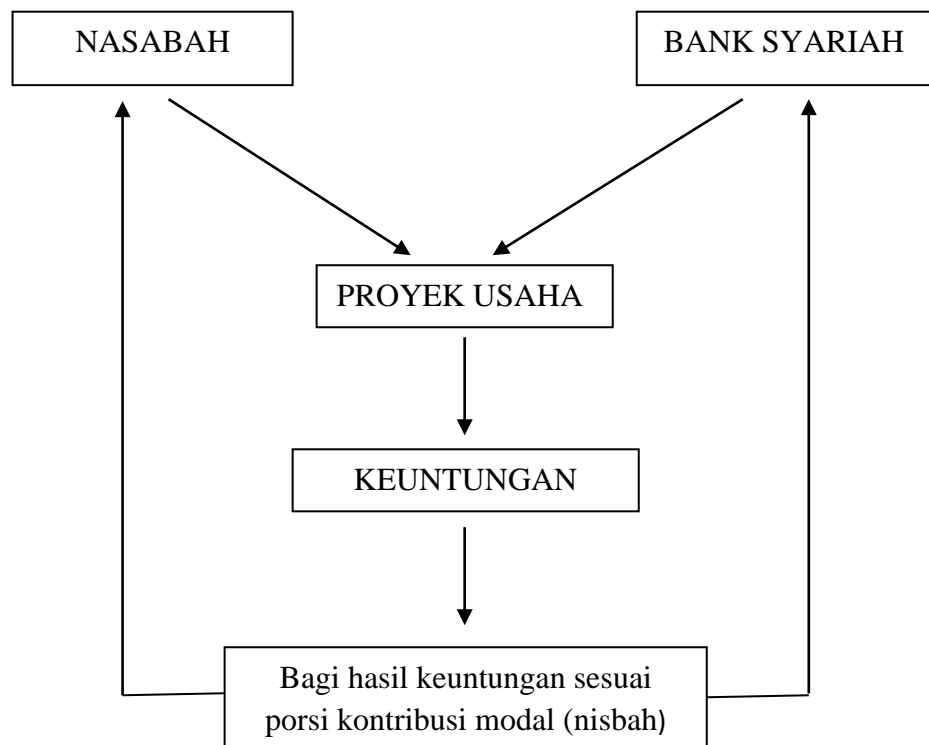 NASABAH
BANK SYARIAH
PROYEK USAHA
KEUNTUNGAN
Bagi hasil keuntungan sesuai
porsi kontribusi modal (nisbah)